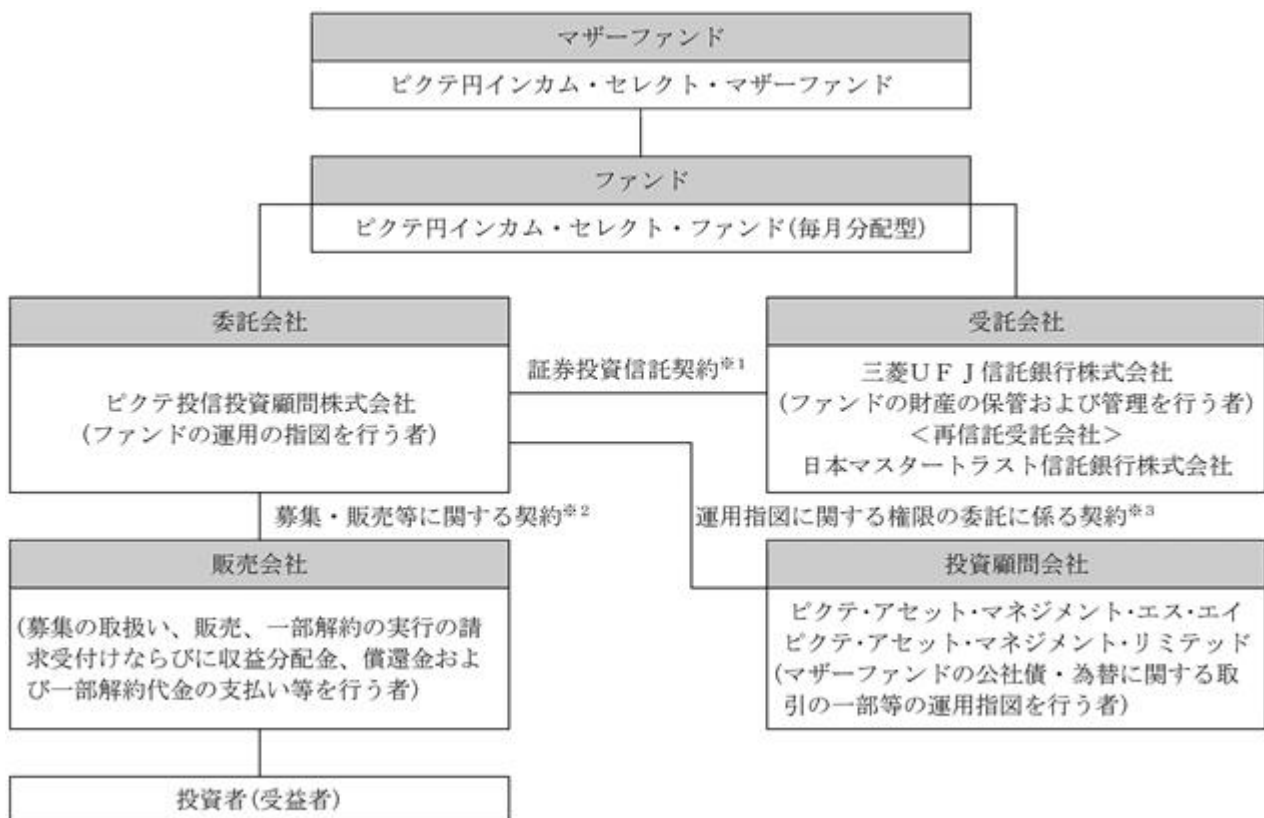 マザーファンド
ピクテ円インカム・セレクト・マザーファンド
ファンド
ピクテ円インカム・セレクト・ファンド(毎月分配型)
委託会社
ピクテ投信投資顧問株式会社
(ファンドの運用の指図を行う者)
証券投資信託契約※1
受託会社
三菱ＵＦＪ信託銀行株式会社
(ファンドの財産の保管および管理を行う者)
＜再信託受託会社＞
日本マスタートラスト信託銀行株式会社
募集・販売等に関する契約※2
運用指図に関する権限の委託に係る契約※3
販売会社
(募集の取扱い、販売、一部解約の実行の請
求受付けならびに収益分配金、償還金およ
び一部解約代金の支払い等を行う者)
投資顧問会社
ピクテ・アセット・マネジメント・エス・エイ
ピクテ・アセット・マネジメント・リミテッド
(マザーファンドの公社債・為替に関する取
引の一部等の運用指図を行う者)
投資者(受益者)